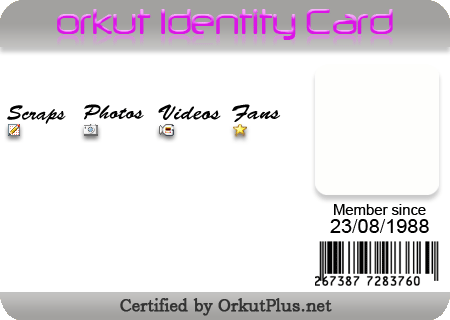 orkut Identity Card
Scraps Photos Videos Fans
Member since
23/08/1988
267387 7283760
Certified by OrkutPlus.net